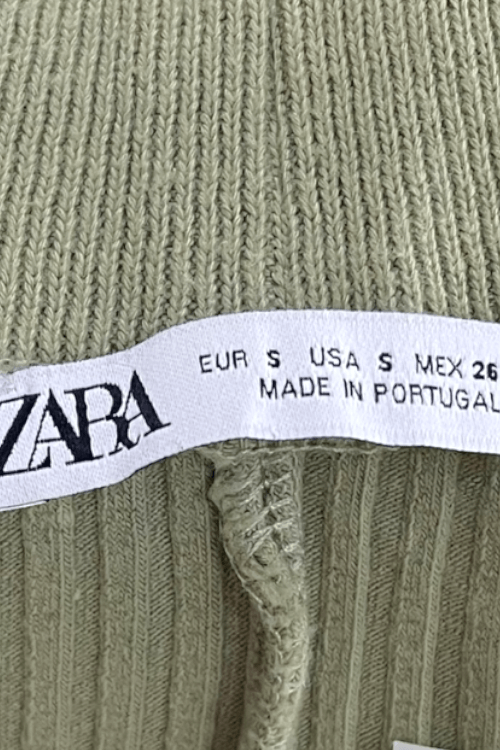 ZARA
EUR S USA S MEX 26
MADE IN PORTUGAL